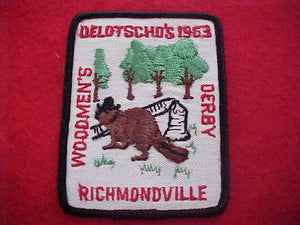 DELOTSCHO'S 1963
WOODMEN'S
DERBY
RICHMONDVILLE